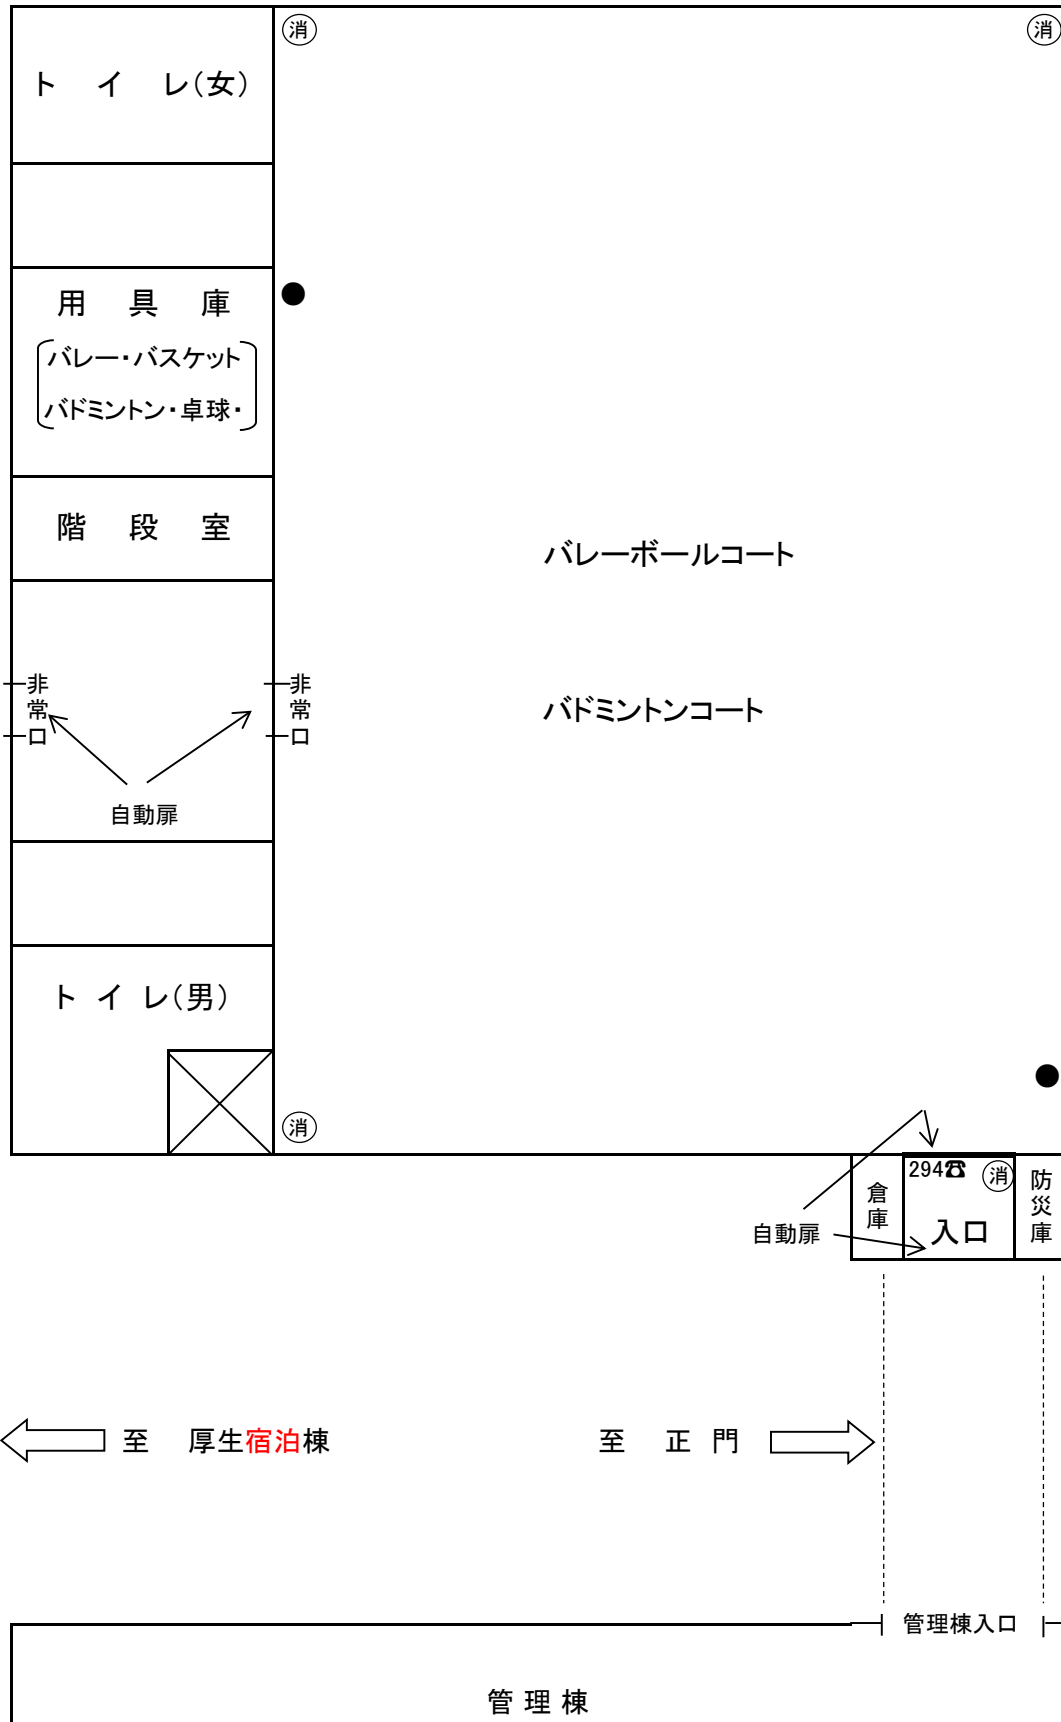 消
消
トイレ(女)
用具庫
バレー・バスケット
バドミントン・卓球・
階段室
バレーボールコート
非常口
非常口
バドミントンコート
自動扉
トイレ(男)
消
294☎
消
倉庫
入口
防災庫
自動扉
至 厚生宿泊棟
至 正門
管理棟入口
管理棟